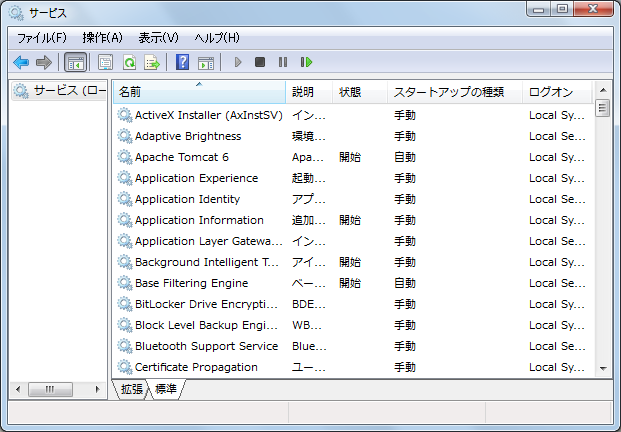 サービス
ファイル(F) 操作(A) 表示(V) ヘルプ(H)
サービス (ロー
名前 説明 状態 スタートアップの種類 ログオン
ActiveX Installer (AxInstSV) イン... 手動 Local Sy...
Adaptive Brightness 環境... 手動 Local Se...
Apache Tomcat 6 Apa... 開始 自動 Local Sy...
Application Experience 起動... 手動 Local Sy...
Application Identity アプ... 手動 Local Se...
Application Information 追加... 開始 手動 Local Sy...
Application Layer Gatewa... イン... 手動 Local Se...
Background Intelligent T... アイ... 開始 手動 Local Sy...
Base Filtering Engine ベー... 開始 自動 Local Se...
BitLocker Drive Encrypti... BDE... 手動 Local Sy...
Block Level Backup Engi... WB... 手動 Local Sy...
Bluetooth Support Service Blue... 手動 Local Se...
Certificate Propagation ユー... 手動 Local Sy...
拡張 標準